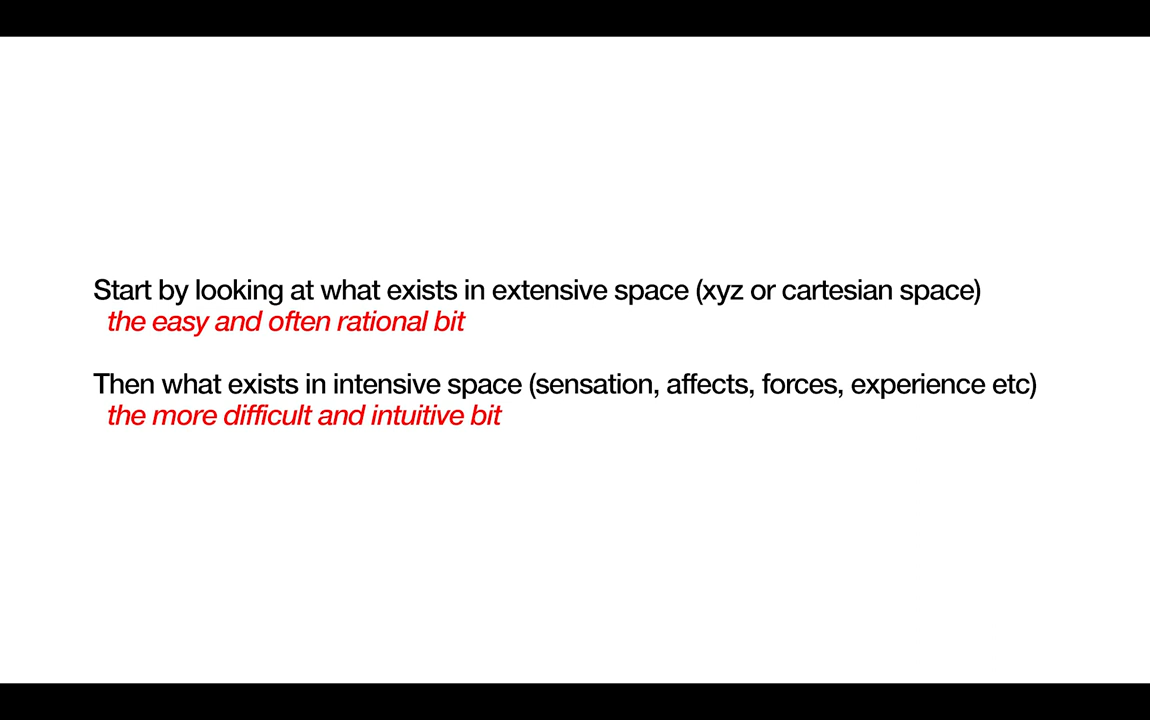 Start by looking at what exists in extensive space (xyz or cartesian space)
the easy and often rational bit
Then what exists in intensive space (sensation, affects, forces, experience etc)
the more difficult and intuitive bit